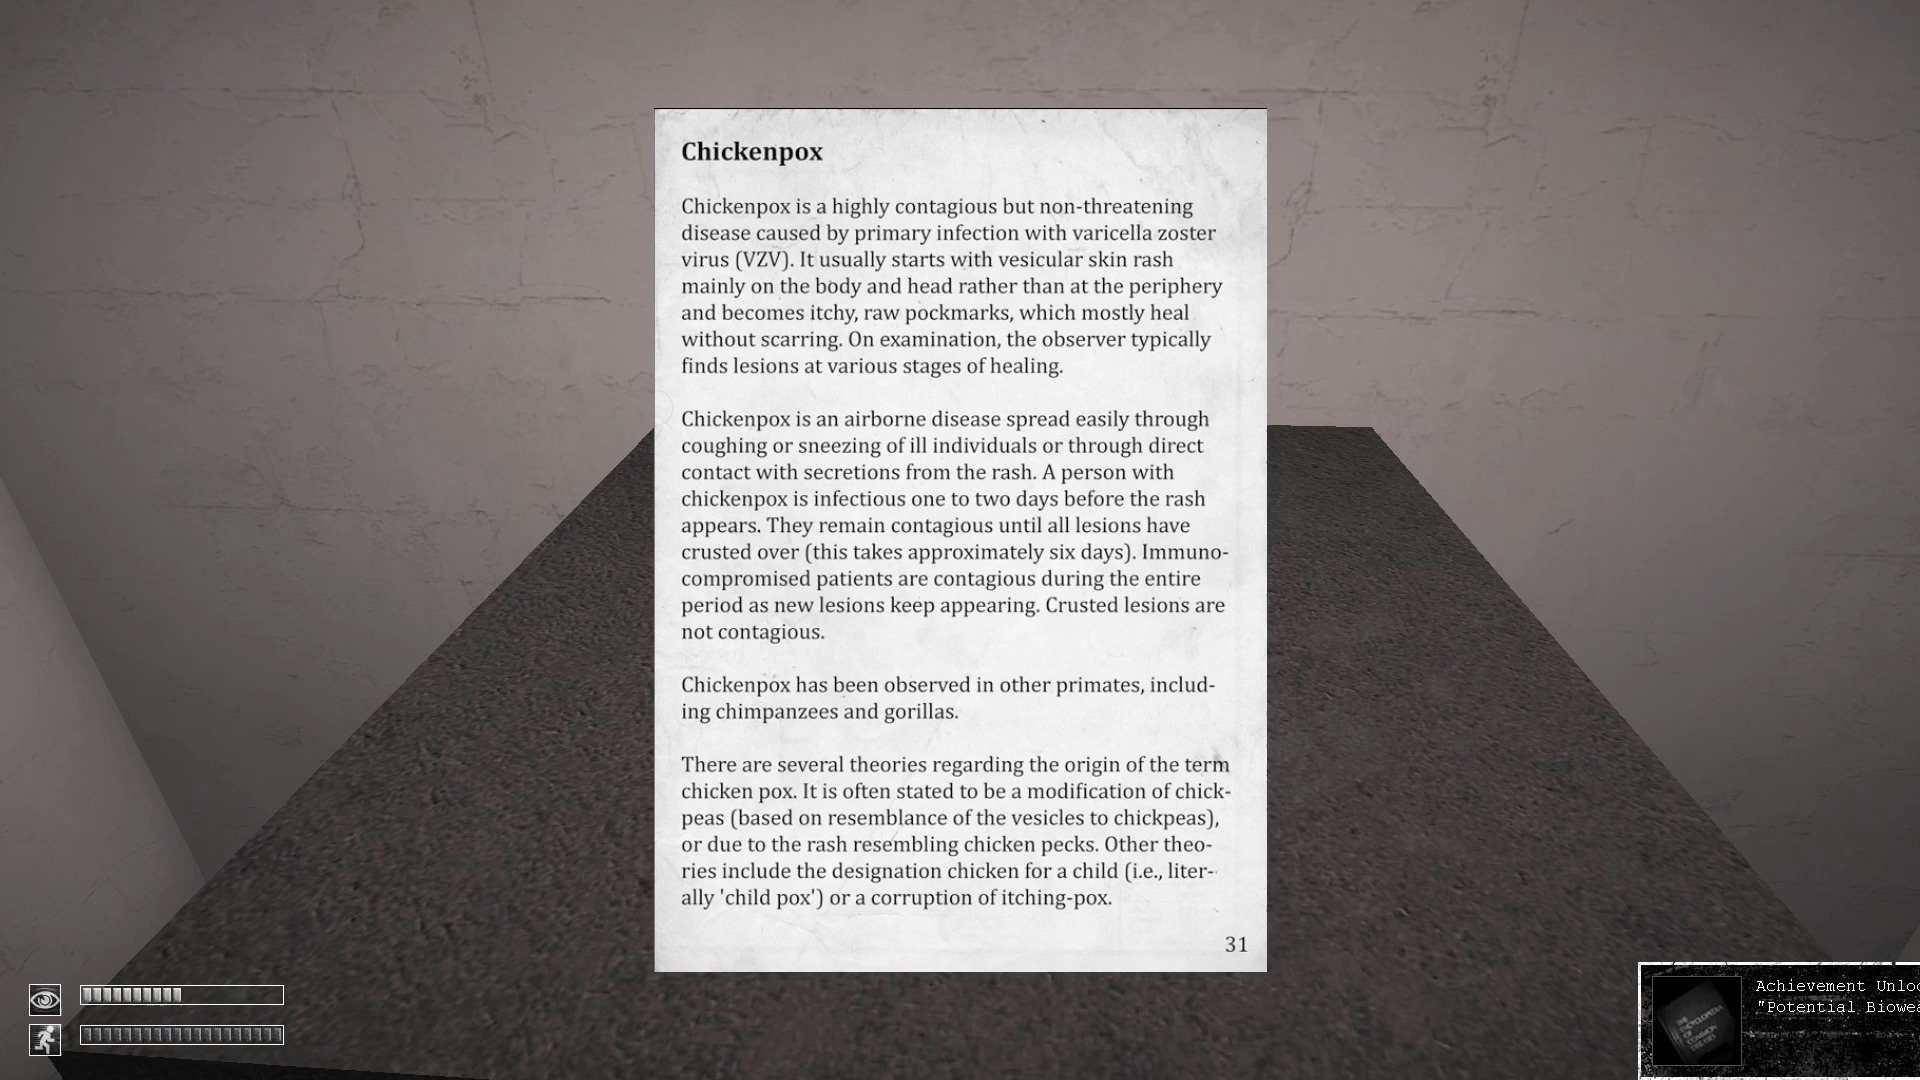 Chickenpox
Chickenpox is a highly contagious but non-threatening
disease caused by primary infection with varicella zoster
virus (VZV). It usually starts with vesicular skin rash
mainly on the body and head rather than at the periphery
and becomes itchy, raw pockmarks, which mostly heal
without scarring. On examination, the observer typically
finds lesions at various stages of healing.
Chickenpox is an airborne disease spread easily through
coughing or sneezing of ill individuals or through direct
contact with secretions from the rash. A person with
chickenpox is infectious one to two days before the rash
appears. They remain contagious until all lesions have
crusted over (this takes approximately six days). Immuno-
compromised patients are contagious during the entire
period as new lesions keep appearing. Crusted lesions are
not contagious.
Chickenpox has been observed in other primates, includ-
ing chimpanzees and gorillas.
There are several theories regarding the origin of the term
chicken pox. It is often stated to be a modification of chick-
peas (based on resemblance of the vesicles to chickpeas),
or due to the rash resembling chicken pecks. Other theo-
ries include the designation chicken for a child (i.e., liter-
ally 'child pox') or a corruption of itching-pox.
31
Achievement Unloc
"Potential Biowea
THE
ENCYCLOPEDIA
OF
COMMON
DISEASES